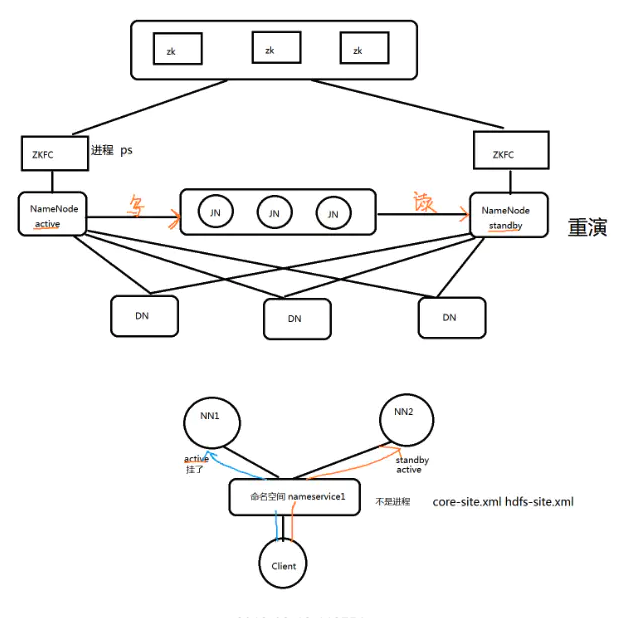 zk
zk
zk
ZKFC
进程 ps
ZKFC
NameNode
active
写
JN
JN
JN
读
NameNode
standby
重演
DN
DN
DN
NN1
NN2
active
挂了
standby
active
命名空间 nameservice1
不是进程
core-site.xml hdfs-site.xml
Client